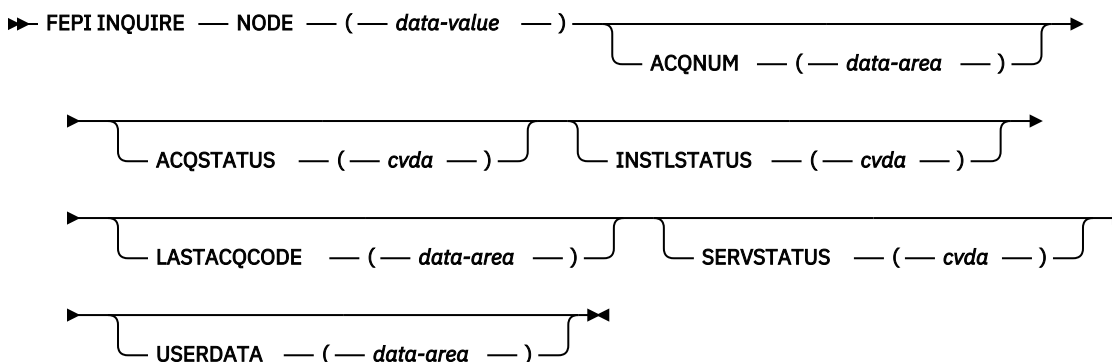 FEPI INQUIRE NODE ( data-value )
ACQNUM ( data-area )
ACQSTATUS ( cvda ) INSTLSTATUS ( cvda )
LASTACQCODE ( data-area ) SERVSTATUS ( cvda )
USERDATA ( data-area )